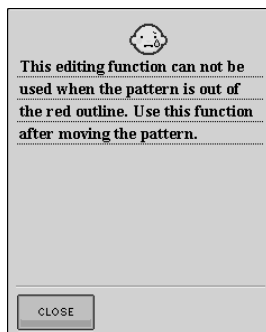 This editing function can not be
used when the pattern is out of
the red outline. Use this function
after moving the pattern.
CLOSE